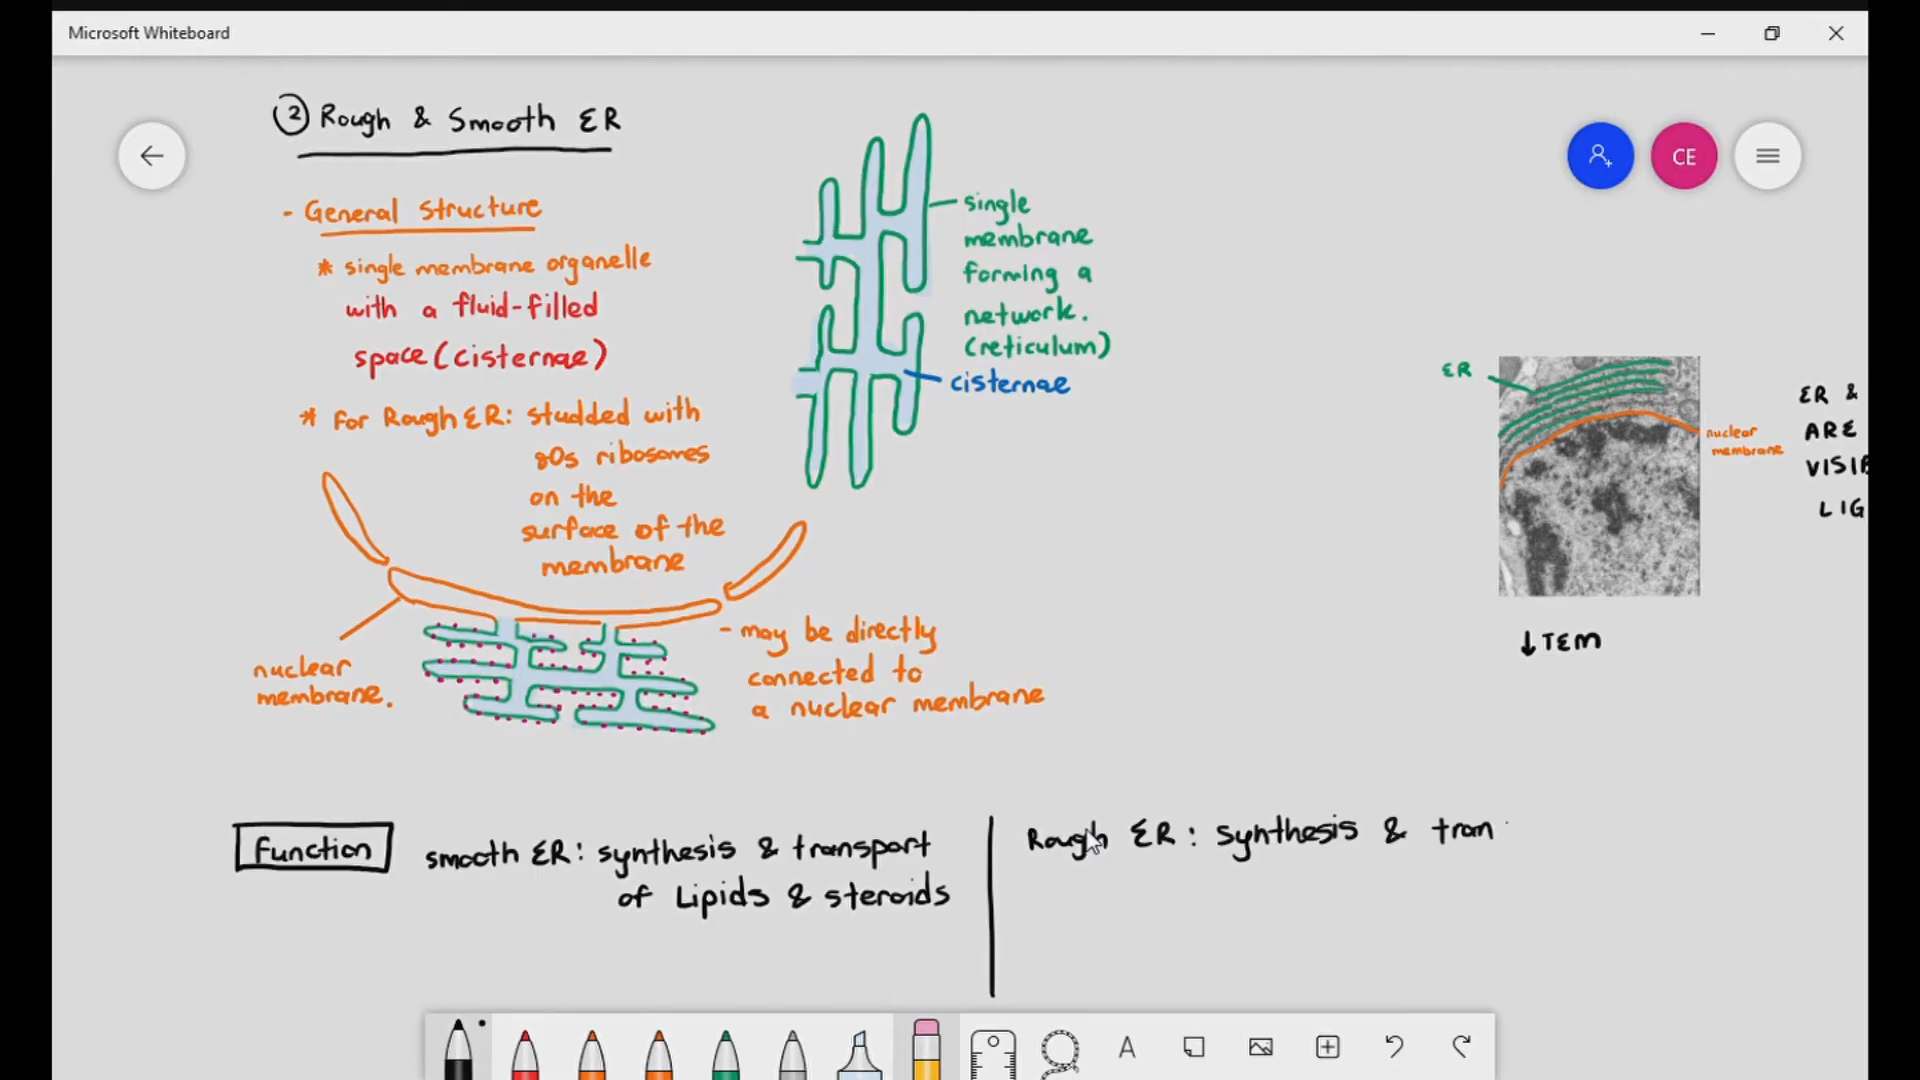 Microsoft Whiteboard
② Rough & Smooth ER
- General Structure
* single membrane organelle
with a fluid-filled
space (cisternae)
* For Rough ER: studded with
80s ribosomes
on the
surface of the
membrane
single
membrane
forming a
network.
(reticulum)
cisternae
nuclear
membrane.
- may be directly
connected to
a nuclear membrane
CE
ER
nuclear
membrane
ER &
ARE
VISIB
LIG
↓TEM
Function
smooth ER: synthesis & transport
of Lipids & steroids
Rough ER: synthesis & tran
A